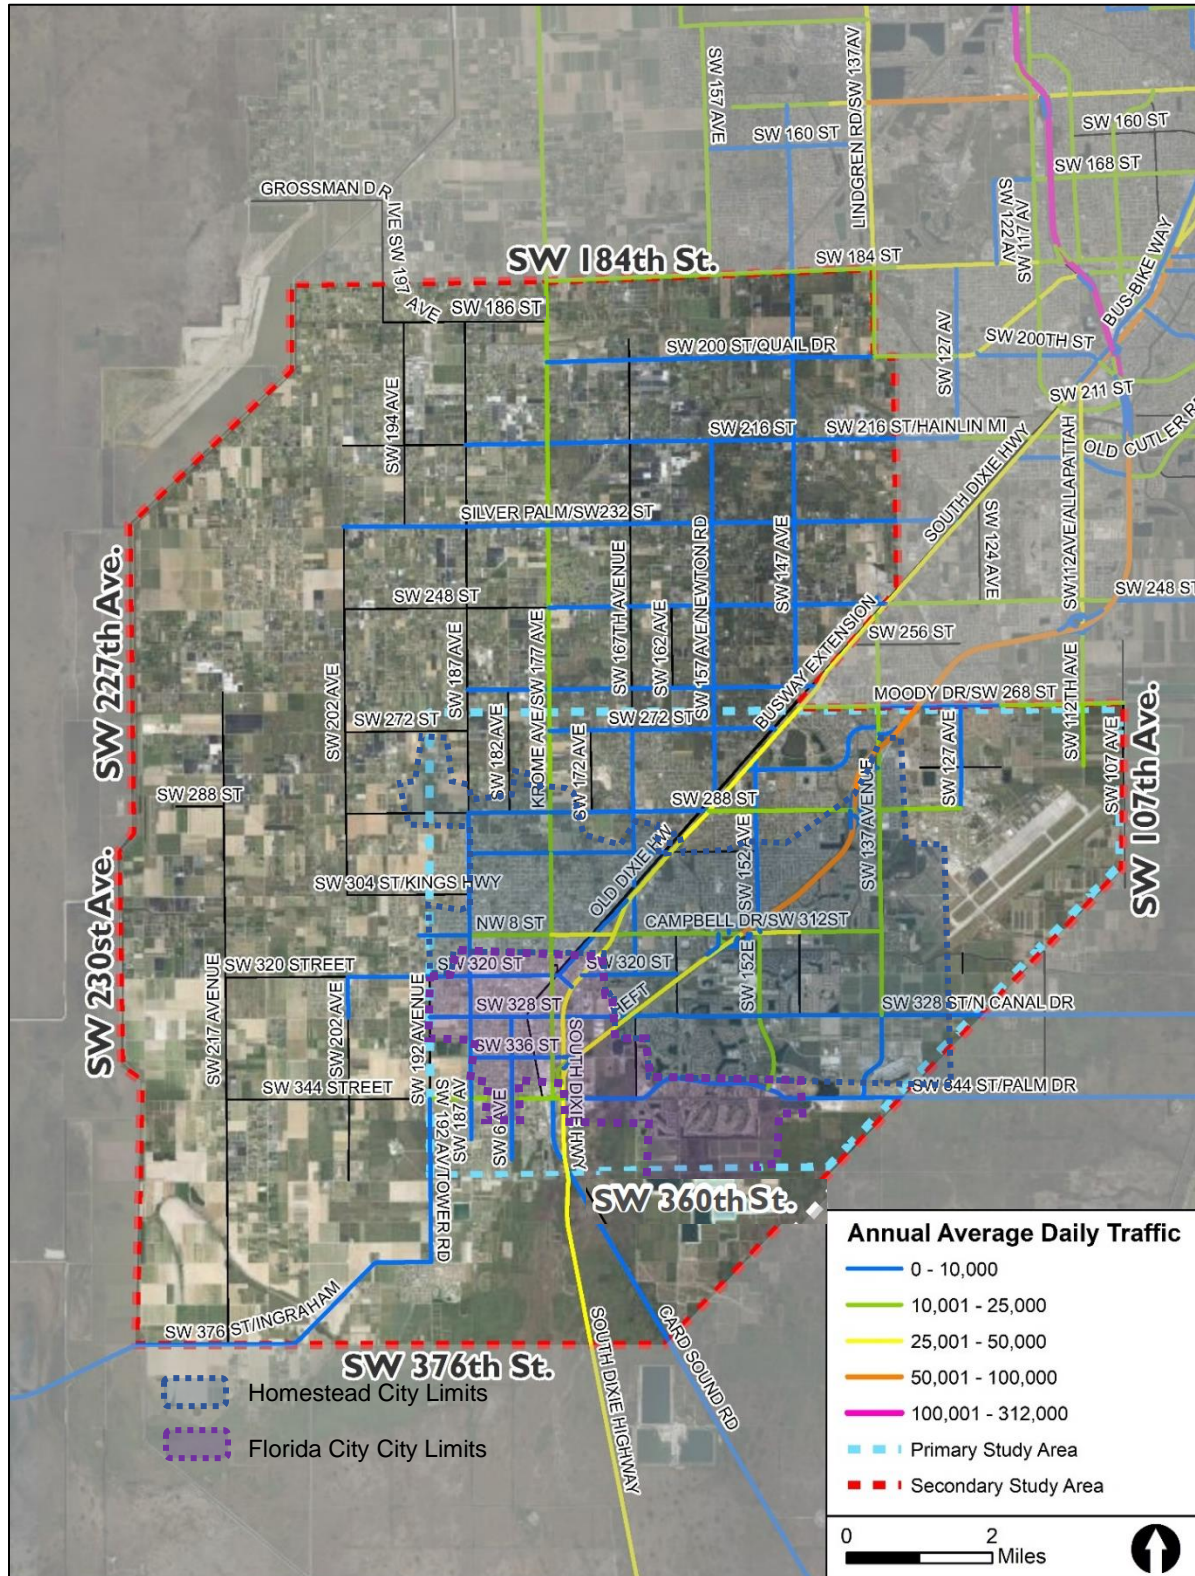 SW 157 AVE
LINDGREN RD/SW 137AV
SW 160 ST
SW 160 ST
SW 168 ST
GROSSMAN DR
IVE SW 197 AVE
SW 122 AV
SW 117 AV
BUS-BIKE WAY
SW 184th St.
SW 184 ST
SW 186 ST
SW 200 ST/QUAIL DR
SW 127 AV
SW 200TH ST
SW 211 ST
SW 194 AVE
SW 216 ST
SW 216 ST/HAINLIN MI
OLD CUTLER R
SOUTH DIXIE HWY
SILVER PALM/SW232 ST
SW 124 AVE
SW112AVE/ALLAPATTAH
SW 227th Ave.
SW 248 ST
SW 248 ST
SW 187 AVE
KROME AVE/SW 177 AVE
SW 167TH AVENUE
SW 162 AVE
SW 157 AVE/NEWTON RD
SW 147 AVE
BUSWAY EXTENSION
SW 256 ST
SW 202 AVE
SW 272 ST
SW 272 ST
MOODY DR/SW 268 ST
SW 112TH AVE
SW 107 AVE
SW 107th Ave.
SW 182 AVE
SW 172 AVE
SW 127 AVE
SW 288 ST
SW 288 ST
SW 137 AVENUE
SW 152 AVE
OLD DIXIE HW
SW 230st Ave.
SW 304 ST/KINGS HWY
NW 8 ST
CAMPBELL DR/SW 312ST
SW 320 STREET
SW 320 ST
SW 320 ST
SW 152E
SW 217 AVENUE
SW 202 AVE
SW 192 AVENUE
SW 328 ST
HEFT
SW 328 ST/N CANAL DR
SW 336 ST
SOUTH DIXIE HWY
SW 344 STREET
SW 344 ST/PALM DR
SW 192 AV/TOWER RD
SW 187 AV
SW 6 AVE
SW 360th St.
SW 376 ST/INGRAHAM
SW 376th St.
SOUTH DIXIE HIGHWAY
CARD SOUND RD
Homestead City Limits
Florida City City Limits
Annual Average Daily Traffic
0 - 10,000
10,001 - 25,000
25,001 - 50,000
50,001 - 100,000
100,001 - 312,000
Primary Study Area
Secondary Study Area
0 2
Miles